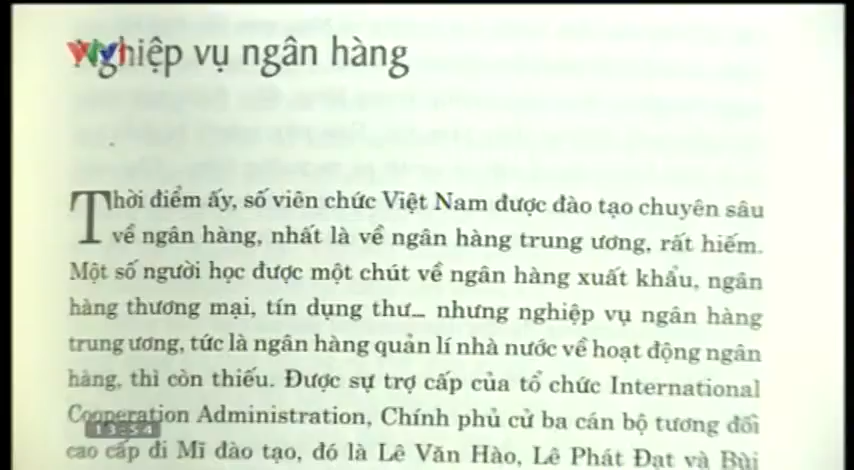 Nghiệp vụ ngân hàng
Thời điểm ấy, số viên chức Việt Nam được đào tạo chuyên sâu
về ngân hàng, nhất là về ngân hàng trung ương, rất hiếm.
Một số người học được một chút về ngân hàng xuất khẩu, ngân
hàng thương mại, tín dụng thư... nhưng nghiệp vụ ngân hàng
trung ương, tức là ngân hàng quản lí nhà nước về hoạt động ngân
hàng, thì còn thiếu. Được sự trợ cấp của tổ chức International
Cooperation Administration, Chính phủ cử ba cán bộ tương đối
13:54
cao cấp đi Mĩ đào tạo, đó là Lê Văn Hào, Lê Phát Đạt và Bùi